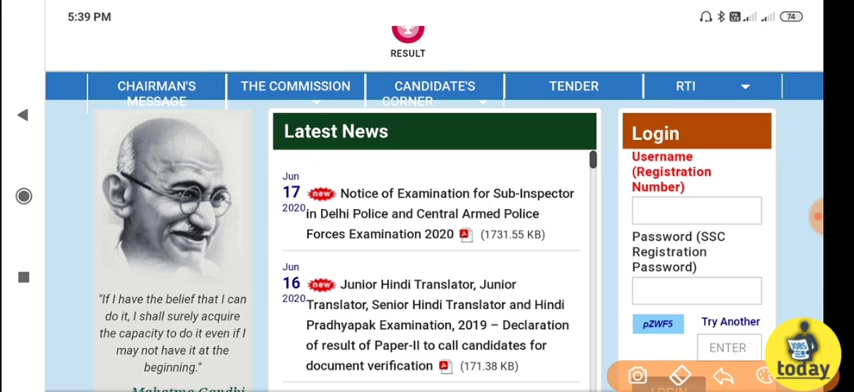 5:39 PM
74
RESULT
CHAIRMAN'S
MESSAGE
THE COMMISSION
CANDIDATE'S
CORNER
TENDER
RTI
Latest News
Jun
17
2020
new Notice of Examination for Sub-Inspector
in Delhi Police and Central Armed Police
Forces Examination 2020 (1731.55 KB)
Jun
16
2020
new Junior Hindi Translator, Junior
Translator, Senior Hindi Translator and Hindi
Pradhyapak Examination, 2019 – Declaration
of result of Paper-II to call candidates for
document verification (171.38 KB)
"If I have the belief that I can
do it, I shall surely acquire
the capacity to do it even if I
may not have it at the
beginning."
Mahatma Gandhi
Login
Username
(Registration
Number)
Password (SSC
Registration
Password)
pZWF5
Try Another
ENTER
LOGIN
JOBS
today